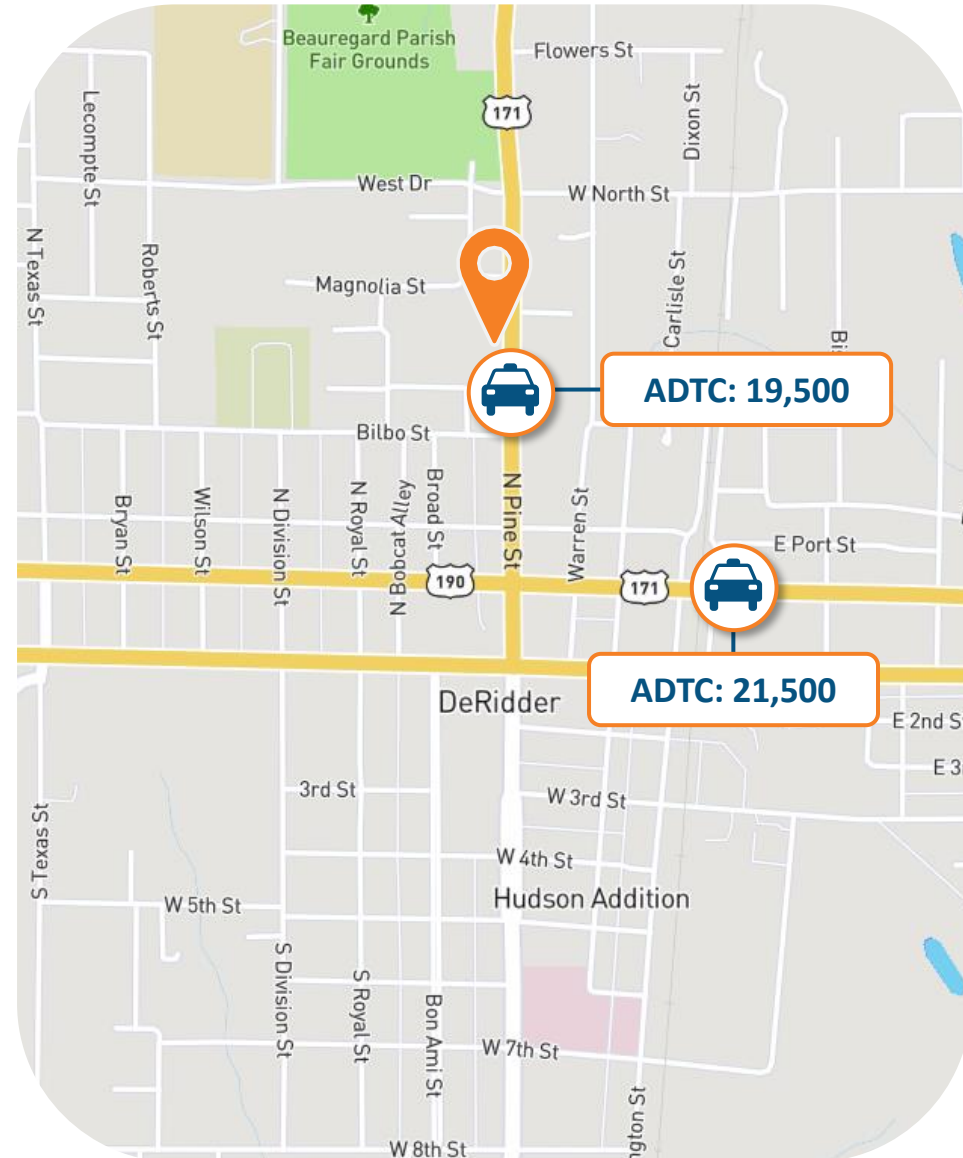 Beauregard Parish
Fair Grounds
Flowers St
171
Dixon St
Lecompte St
West Dr
W North St
N Texas St
Roberts St
Magnolia St
Carlisle St
ADTC: 19,500
Bilbo St
Bryan St
Wilson St
N Division St
N Royal St
N Bobcat Alley
Broad St
N Pine St
Warren St
E Port St
190
171
ADTC: 21,500
DeRidder
E 2nd S
E 3
3rd St
W 3rd St
S Texas St
W 4th St
Hudson Addition
W 5th St
S Division St
S Royal St
Bon Ami St
W 7th St
ngton St
W 8th St